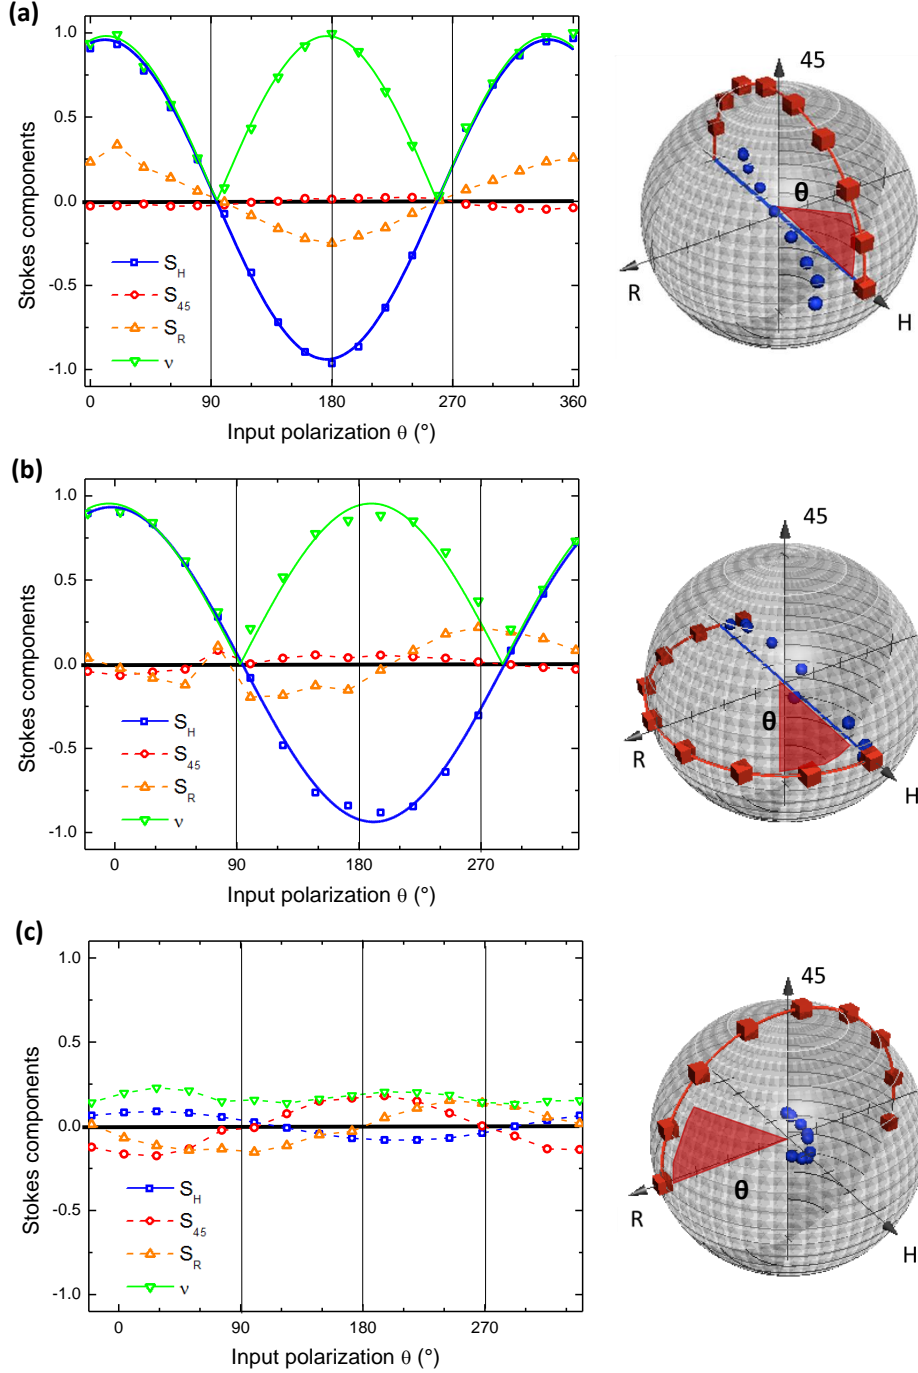 (a)
1.0
0.5
0.0
-0.5
-1.0
Stokes components
S_H
S_45
S_R
ν
0 90 180 270 360
Input polarization θ (°)
45
θ
R
H
(b)
1.0
0.5
0.0
-0.5
-1.0
Stokes components
S_H
S_45
S_R
ν
0 90 180 270
Input polarization θ (°)
45
θ
R
H
(c)
1.0
0.5
0.0
-0.5
-1.0
Stokes components
S_H
S_45
S_R
ν
0 90 180 270
Input polarization θ (°)
45
θ
R
H